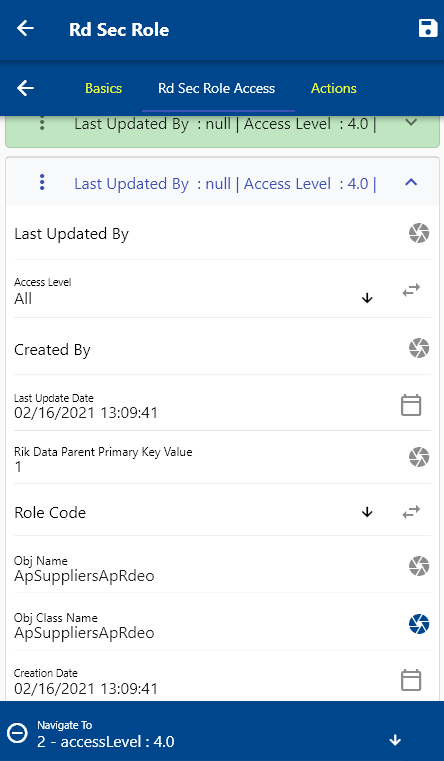 Rd Sec Role
Basics Rd Sec Role Access Actions
Last Updated By : null | Access Level : 4.0 |
Last Updated By : null | Access Level : 4.0 |
Last Updated By
Access Level
All
Created By
Last Update Date
02/16/2021 13:09:41
Rik Data Parent Primary Key Value
1
Role Code
Obj Name
ApSuppliersApRdeo
Obj Class Name
ApSuppliersApRdeo
Creation Date
02/16/2021 13:09:41
Navigate To
2 - accessLevel : 4.0